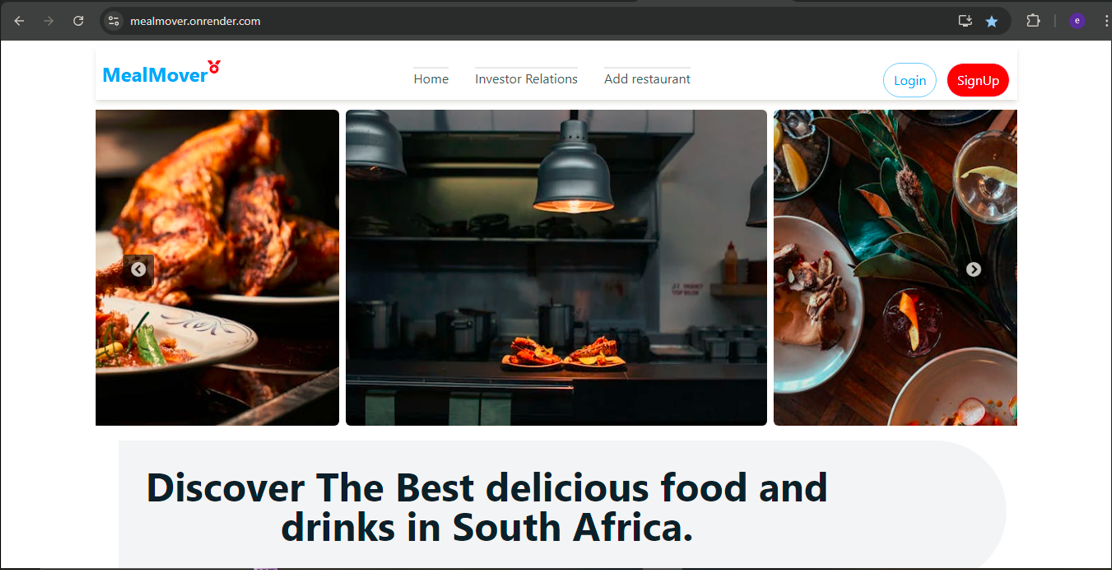 mealmover.onrender.com
e
MealMover
Home
Investor Relations
Add restaurant
Login
SignUp
Discover The Best delicious food and
drinks in South Africa.